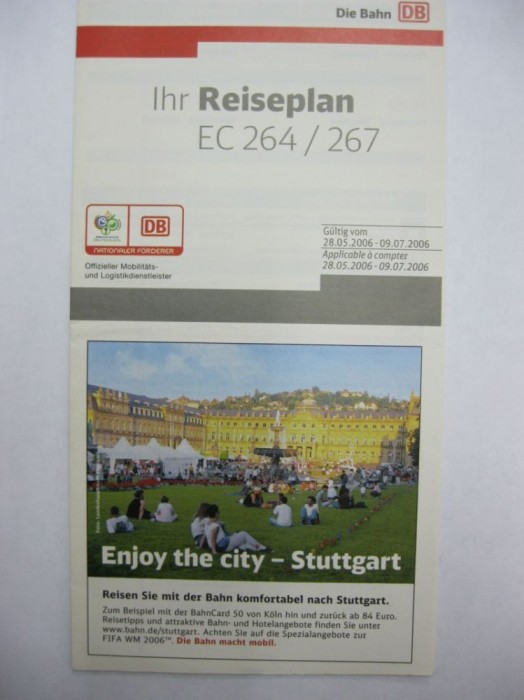 Die Bahn DB
Ihr Reiseplan
EC 264 / 267
DB
NATIONALER FÖRDERER
Offizieller Mobilitäts-
und Logistikdienstleister
Gültig vom
28.05.2006 - 09.07.2006
Applicable à compter
28.05.2006 - 09.07.2006
Enjoy the city – Stuttgart
Reisen Sie mit der Bahn komfortabel nach Stuttgart.
Zum Beispiel mit der BahnCard 50 von Köln hin und zurück ab 84 Euro.
Reisetipps und attraktive Bahn- und Hotelangebote finden Sie unter
www.bahn.de/stuttgart. Achten Sie auf die Spezialangebote zur
FIFA WM 2006™. Die Bahn macht mobil.